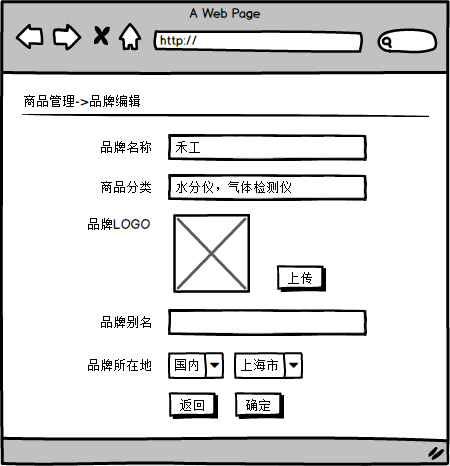 A Web Page
http://
商品管理->品牌编辑
品牌名称 禾工
商品分类 水分仪，气体检测仪
品牌LOGO
上传
品牌别名
品牌所在地 国内 上海市
返回 确定